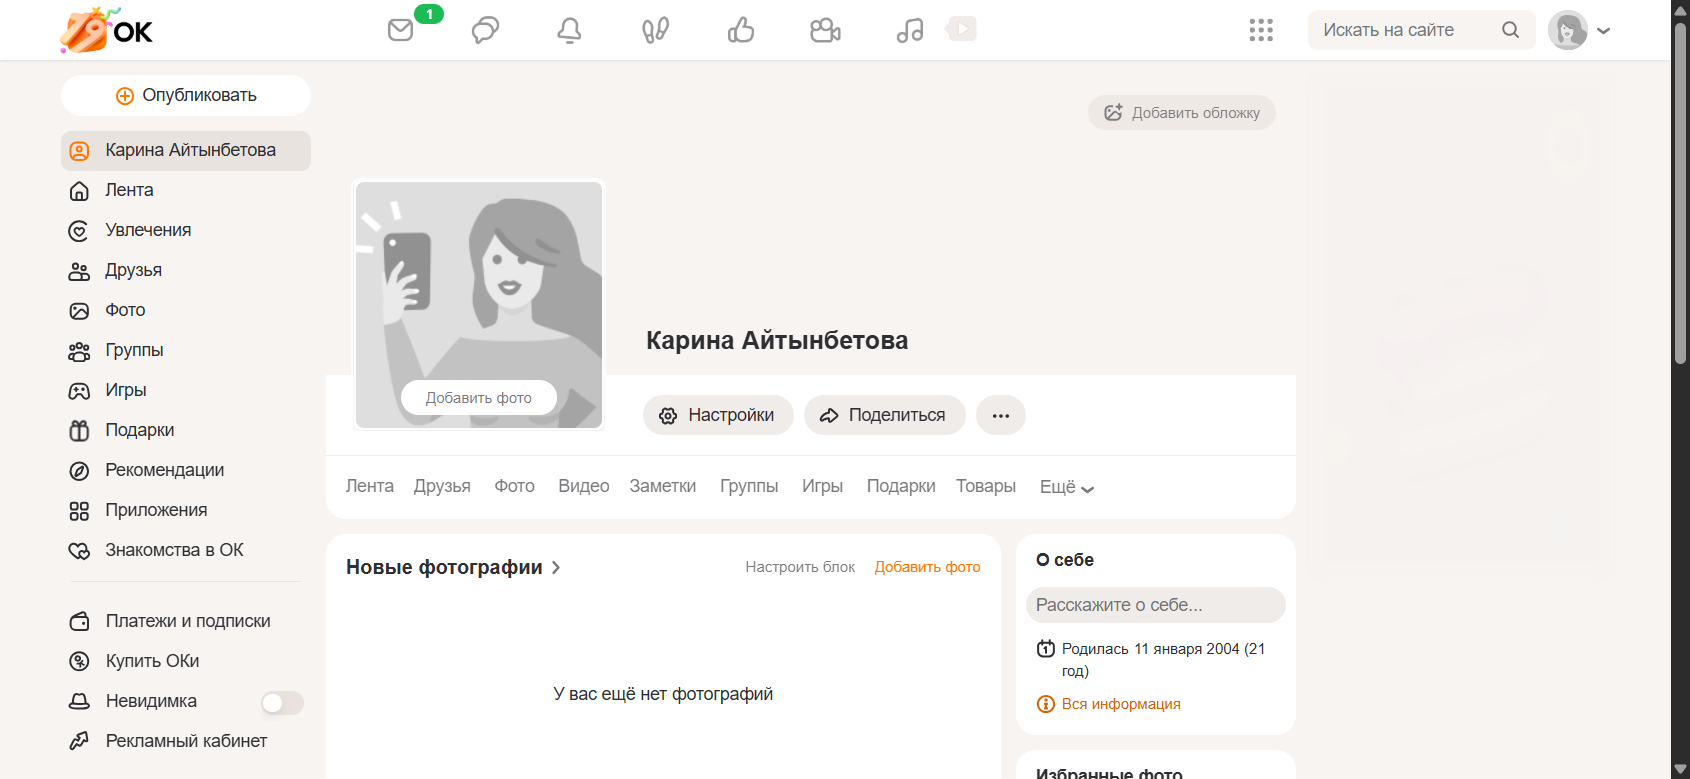 79 ОК
1
Искать на сайте
Опубликовать
Карина Айтынбетова
Лента
Увлечения
Друзья
Фото
Группы
Игры
Подарки
Рекомендации
Приложения
Знакомства в ОК
Платежи и подписки
Купить ОКи
Невидимка
Рекламный кабинет
Добавить обложку
Добавить фото
Карина Айтынбетова
Настройки
Поделиться
Лента Друзья Фото Видео Заметки Группы Игры Подарки Товары Ещё
Новые фотографии
Настроить блок
Добавить фото
У вас ещё нет фотографий
О себе
Расскажите о себе...
Родилась 11 января 2004 (21
год)
Вся информация
Избранные фото